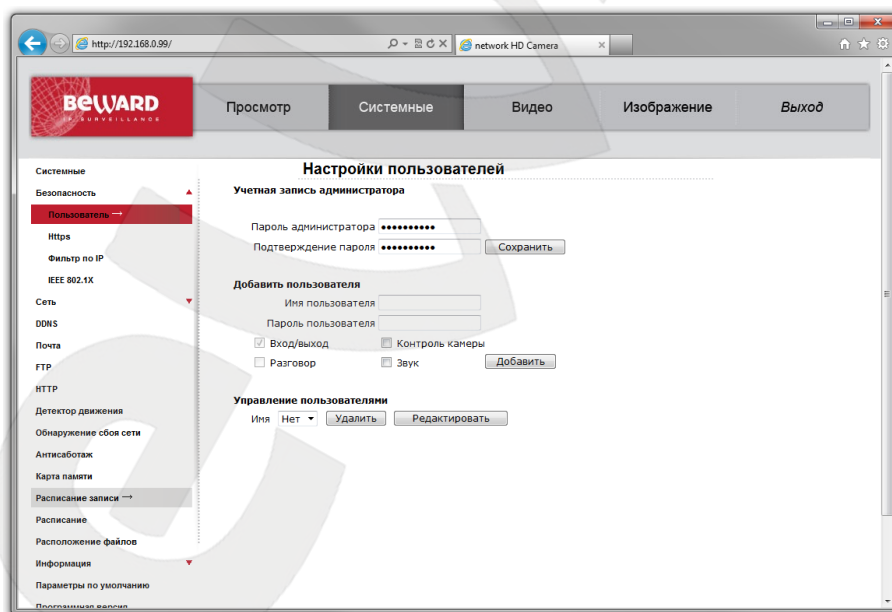 http://192.168.0.99/
network HD Camera
BEWARD
IP SURVEILLANCE
Просмотр
Системные
Видео
Изображение
Выход
Системные
Безопасность
Пользователь →
Https
Фильтр по IP
IEEE 802.1X
Сеть
DDNS
Почта
FTP
HTTP
Детектор движения
Обнаружение сбоя сети
Антисаботаж
Карта памяти
Расписание записи →
Расписание
Расположение файлов
Информация
Параметры по умолчанию
Программная версия
Настройки пользователей
Учетная запись администратора
Пароль администратора ••••••••••
Подтверждение пароля •••••••••• Сохранить
Добавить пользователя
Имя пользователя
Пароль пользователя
Вход/выход Контроль камеры
Разговор Звук Добавить
Управление пользователями
Имя Нет Удалить Редактировать